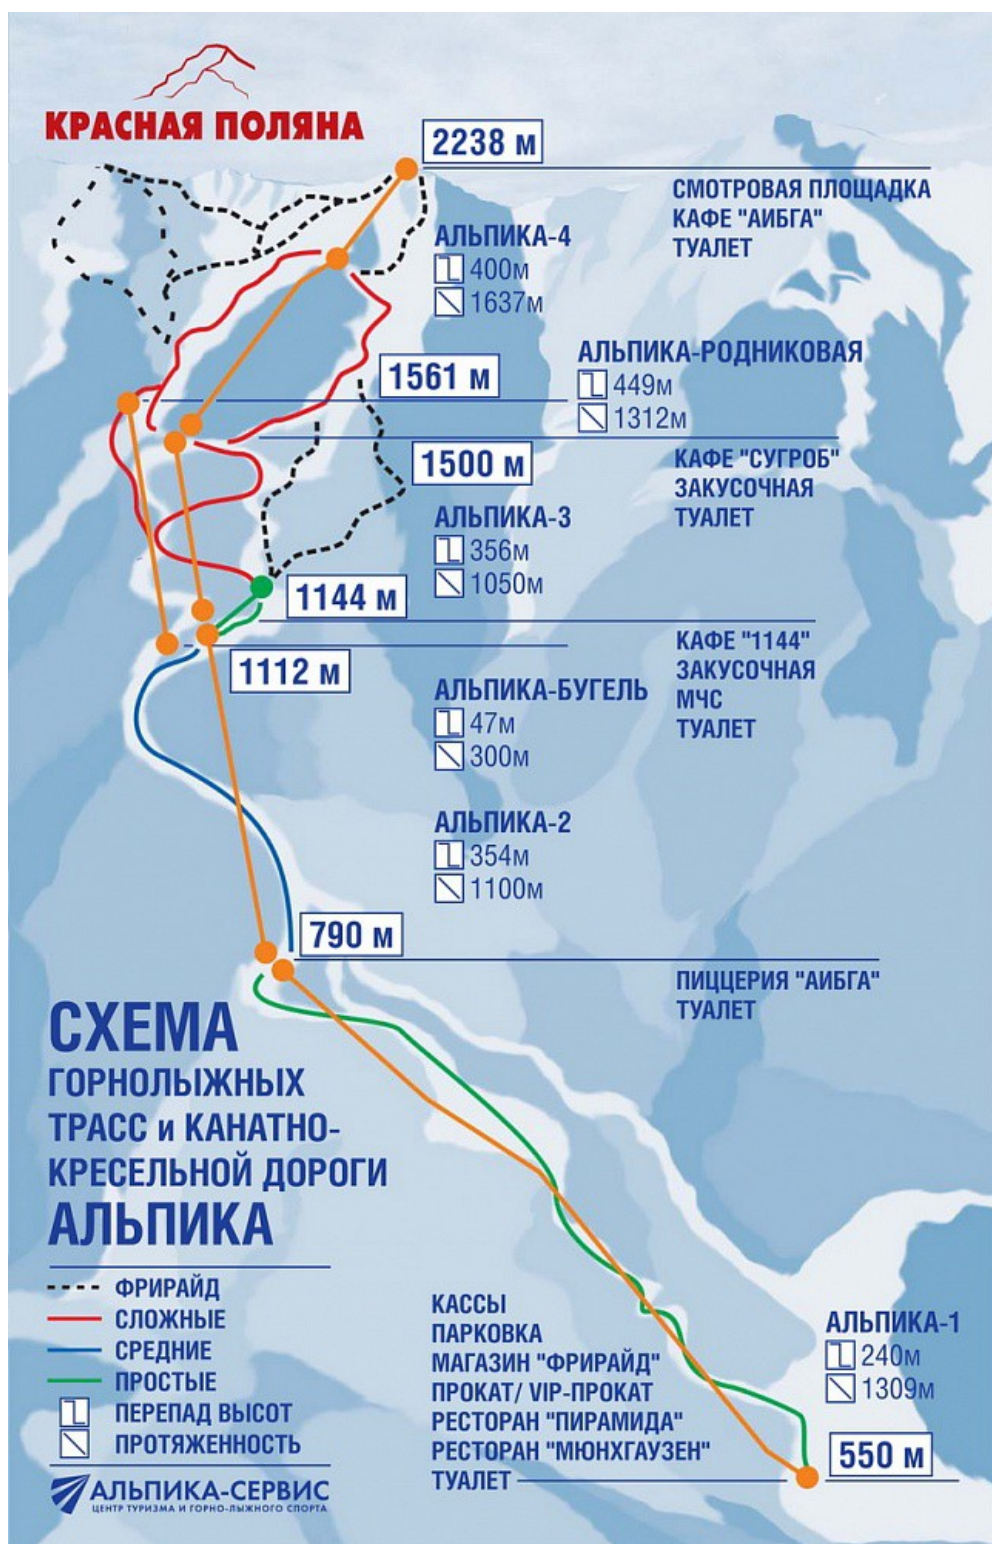 КРАСНАЯ ПОЛЯНА
2238 м
СМОТРОВАЯ ПЛОЩАДКА
КАФЕ "АИБГА"
ТУАЛЕТ
АЛЬПИКА-4
400м
1637м
АЛЬПИКА-РОДНИКОВАЯ
449м
1312м
1561 м
1500 м
КАФЕ "СУГРОБ"
ЗАКУСОЧНАЯ
ТУАЛЕТ
АЛЬПИКА-3
356м
1050м
1144 м
КАФЕ "1144"
ЗАКУСОЧНАЯ
МЧС
ТУАЛЕТ
1112 м
АЛЬПИКА-БУГЕЛЬ
47м
300м
АЛЬПИКА-2
354м
1100м
790 м
ПИЦЦЕРИЯ "АИБГА"
ТУАЛЕТ
СХЕМА
ГОРНОЛЫЖНЫХ
ТРАСС и КАНАТНО-
КРЕСЕЛЬНОЙ ДОРОГИ
АЛЬПИКА
ФРИРАЙД
СЛОЖНЫЕ
СРЕДНИЕ
ПРОСТЫЕ
ПЕРЕПАД ВЫСОТ
ПРОТЯЖЕННОСТЬ
АЛЬПИКА-СЕРВИС
ЦЕНТР ТУРИЗМА И ГОРНО-ЛЫЖНОГО СПОРТА
КАССЫ
ПАРКОВКА
МАГАЗИН "ФРИРАЙД"
ПРОКАТ/ VIP-ПРОКАТ
РЕСТОРАН "ПИРАМИДА"
РЕСТОРАН "МЮНХГАУЗЕН"
ТУАЛЕТ
АЛЬПИКА-1
240м
1309м
550 м